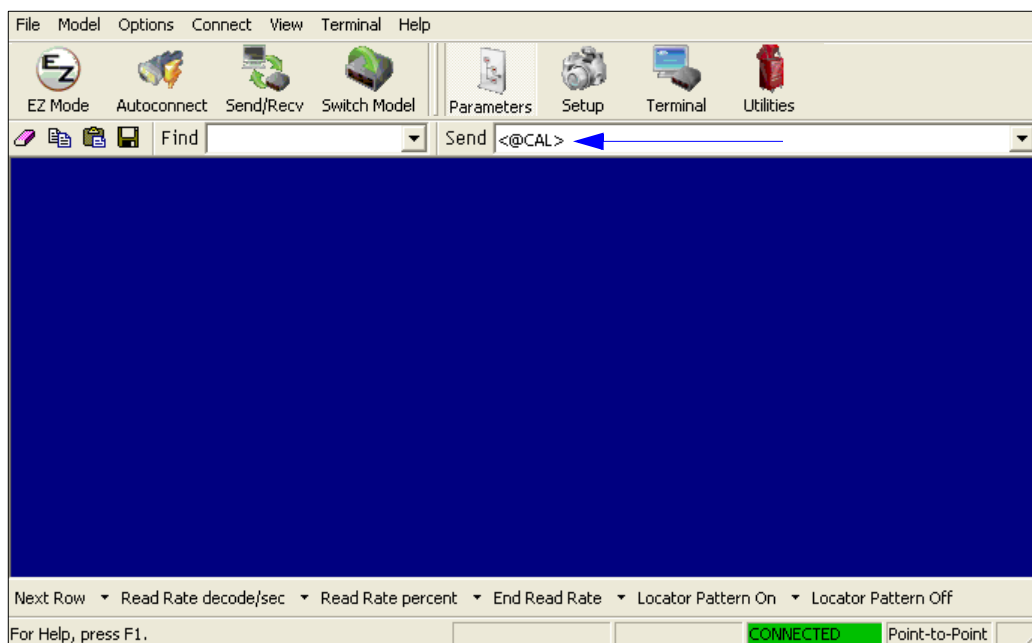 File Model Options Connect View Terminal Help
EZ
EZ Mode Autoconnect Send/Recv Switch Model Parameters Setup Terminal Utilities
Find Send <@CAL>
Next Row Read Rate decode/sec Read Rate percent End Read Rate Locator Pattern On Locator Pattern Off
For Help, press F1. CONNECTED Point-to-Point